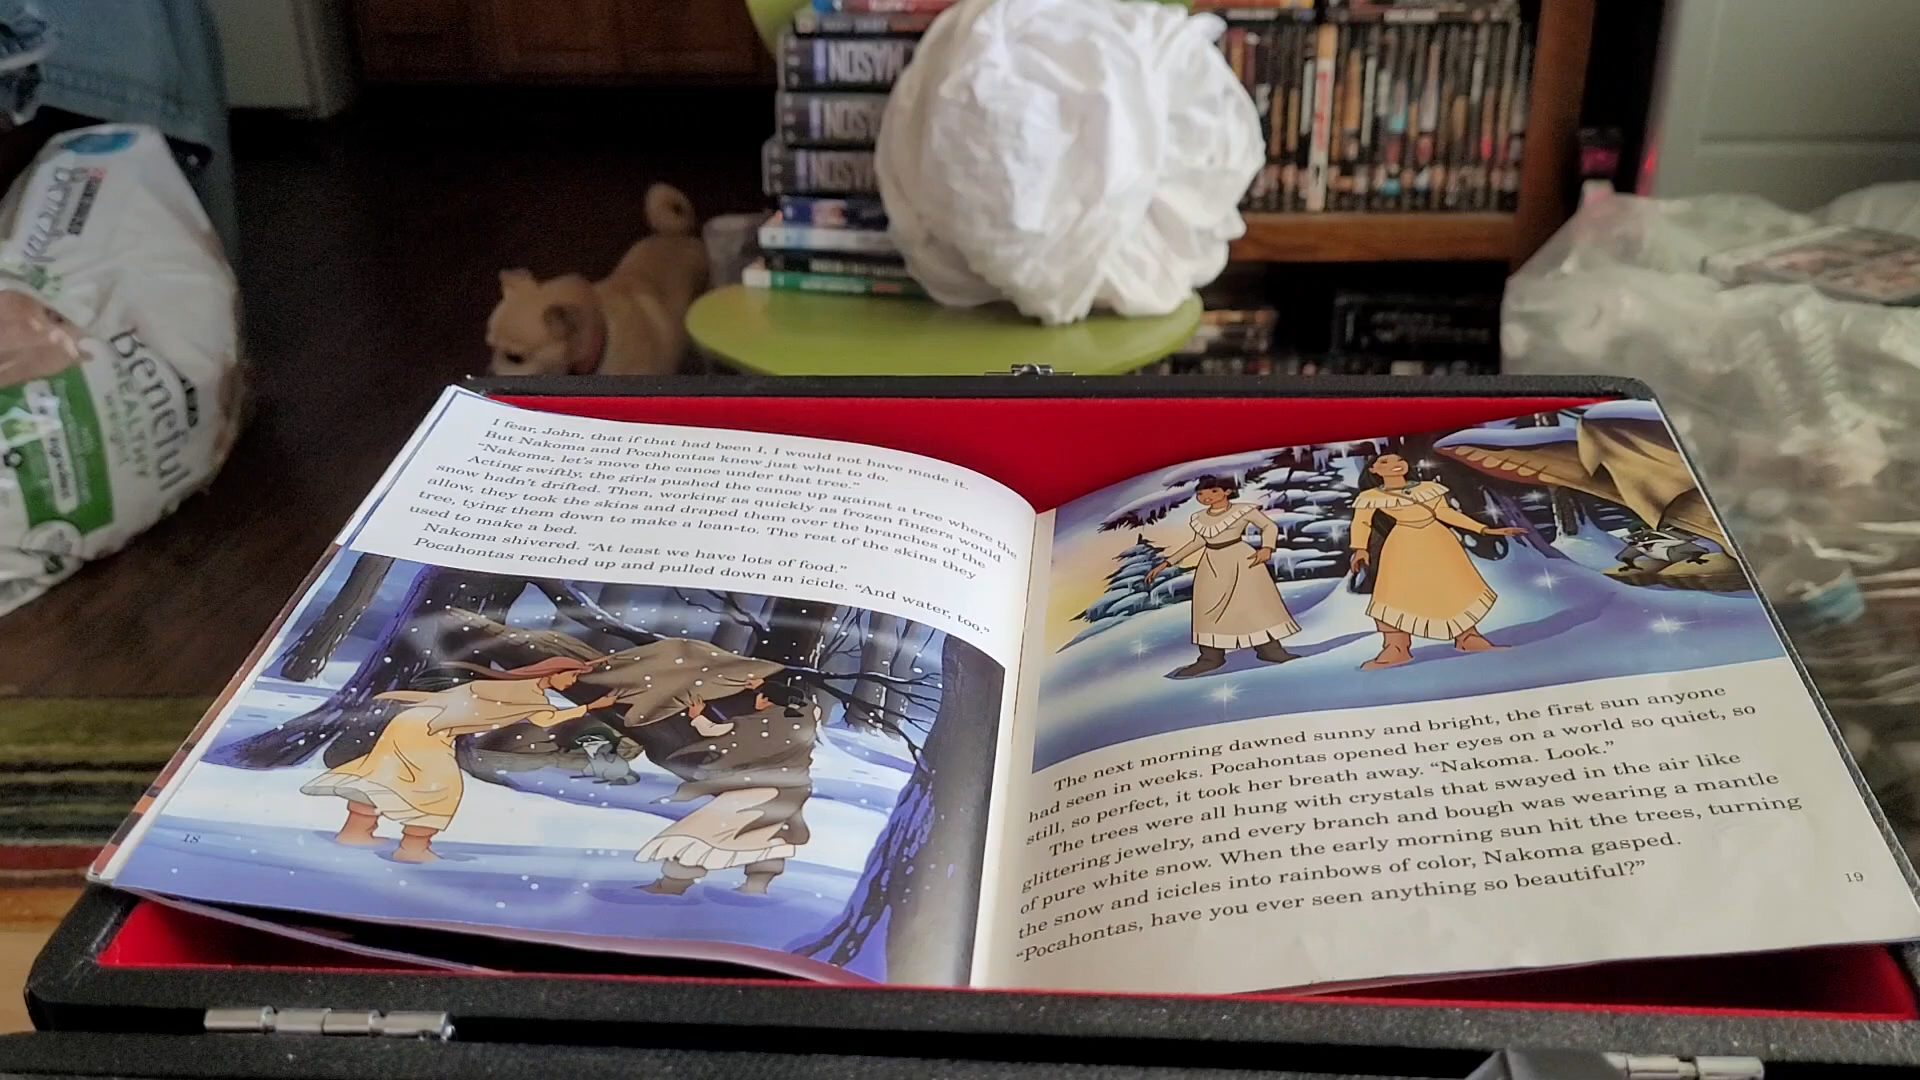 I fear, John, that if that had been I, I would not have made it.
But Nakoma and Pocahontas knew just what to do.
“Nakoma, let’s move the canoe under that tree.”
Acting swiftly, the girls pushed the canoe up against a tree where the
snow hadn’t drifted. Then, working as quickly as frozen fingers would
allow, they took the skins and draped them over the branches of the
tree, tying them down to make a lean-to. The rest of the skins they
used to make a bed.
Nakoma shivered. “At least we have lots of food.”
Pocahontas reached up and pulled down an icicle. “And water, too.”
18
The next morning dawned sunny and bright, the first sun anyone
had seen in weeks. Pocahontas opened her eyes on a world so quiet, so
still, so perfect, it took her breath away. “Nakoma. Look.”
The trees were all hung with crystals that swayed in the air like
glittering jewelry, and every branch and bough was wearing a mantle
of pure white snow. When the early morning sun hit the trees, turning
the snow and icicles into rainbows of color, Nakoma gasped.
“Pocahontas, have you ever seen anything so beautiful?”
19
Beneful
HEALTHY
Weight
MASON
MASON
MASON